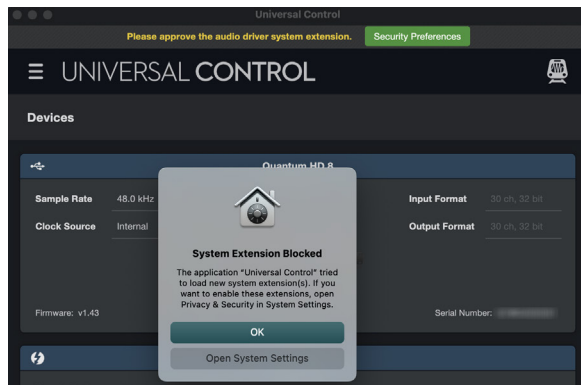 Universal Control
Please approve the audio driver system extension. Security Preferences
UNIVERSAL CONTROL
Devices
Quantum HD 8
Sample Rate 48.0 kHz Input Format 30 ch, 32 bit
Clock Source Internal Output Format 30 ch, 32 bit
System Extension Blocked
The application "Universal Control" tried
to load new system extension(s). If you
want to enable these extensions, open
Privacy & Security in System Settings.
Firmware: v1.43 Serial Number:
OK
Open System Settings